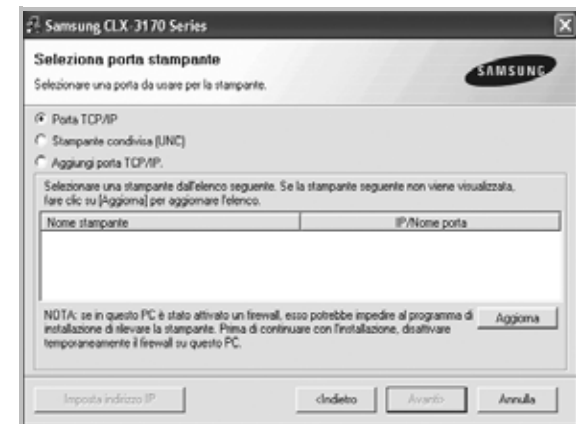 Samsung CLX-3170 Series
Seleziona porta stampante
Selezionare una porta da usare per la stampante.
SAMSUNG
Porta TCP/IP
Stampante condivisa (UNC)
Aggiungi porta TCP/IP.
Selezionare una stampante dall'elenco seguente. Se la stampante seguente non viene visualizzata,
fare clic su [Aggiorna] per aggiornare l'elenco.
Nome stampante IP/Nome porta
NOTA: se in questo PC è stato attivato un firewall, esso potrebbe impedire al programma di
installazione di rilevare la stampante. Prima di continuare con l'installazione, disattivare
temporaneamente il firewall su questo PC.
Aggiorna
Imposta indirizzo IP <Indietro Avanti> Annulla